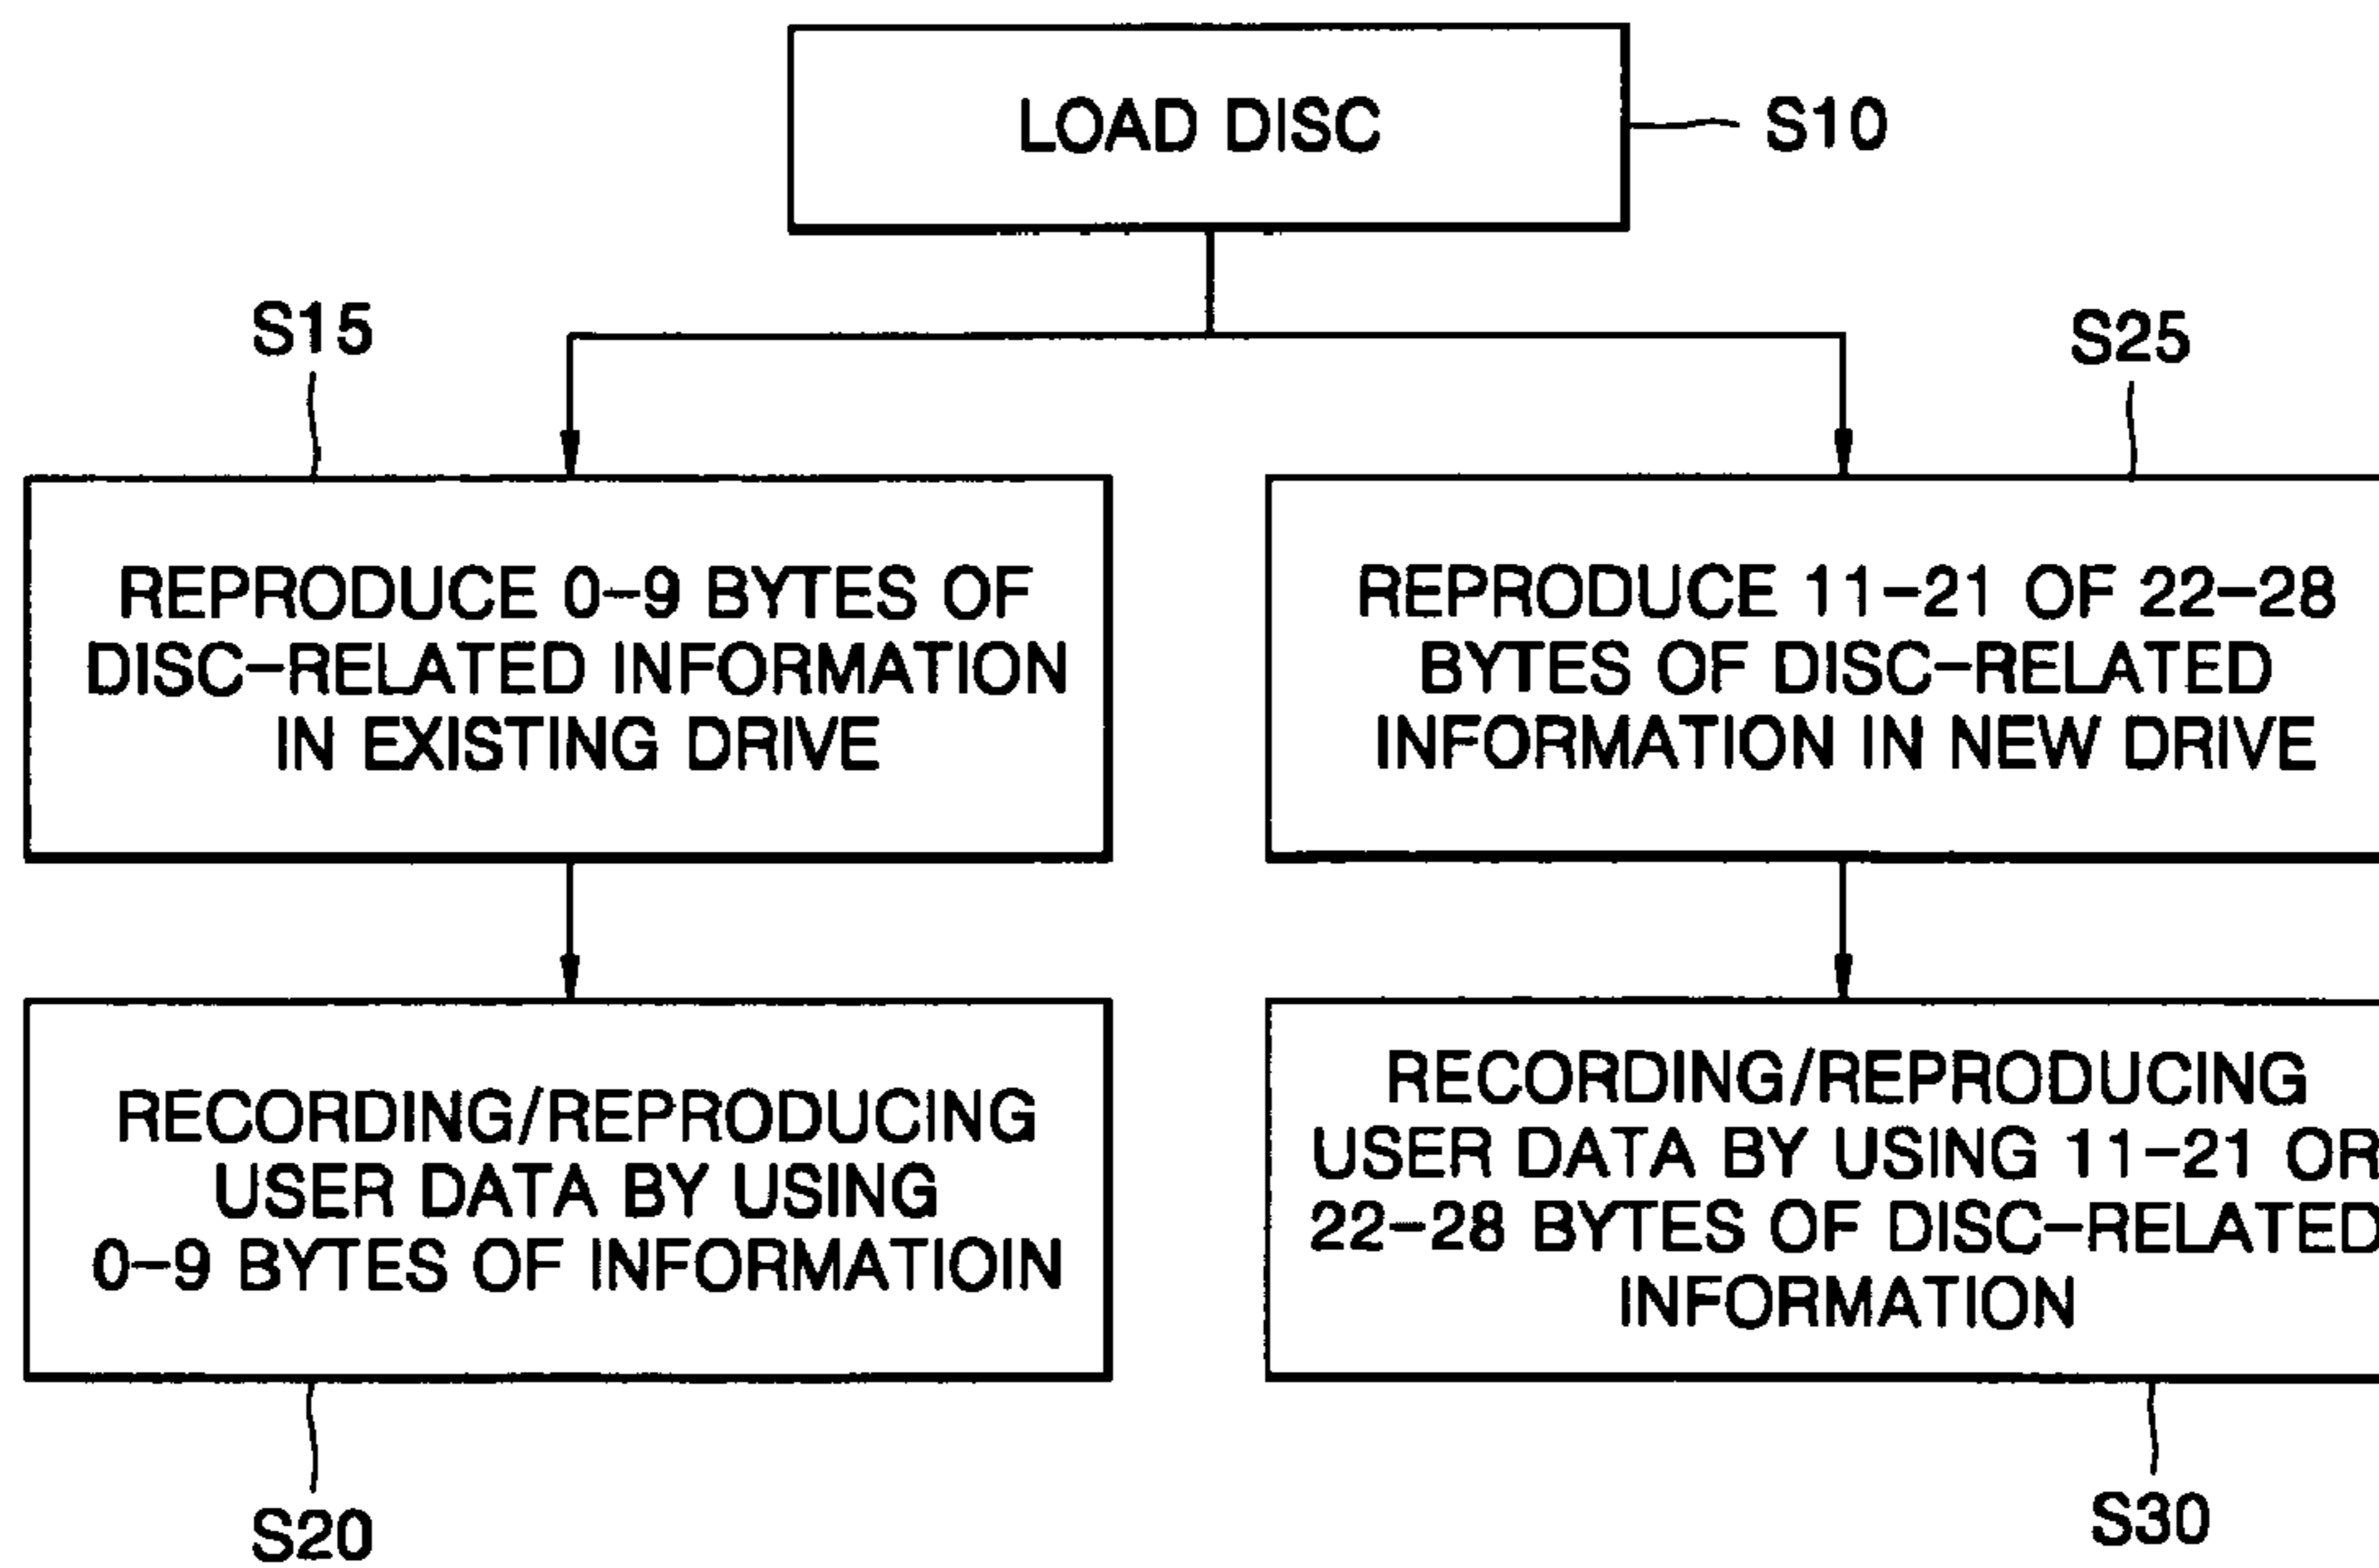 LOAD DISC
S10
S15
S25
REPRODUCE 0-9 BYTES OF
DISC-RELATED INFORMATION
IN EXISTING DRIVE
REPRODUCE 11-21 OF 22-28
BYTES OF DISC-RELATED
INFORMATION IN NEW DRIVE
RECORDING/REPRODUCING
USER DATA BY USING
0-9 BYTES OF INFORMATIOIN
RECORDING/REPRODUCING
USER DATA BY USING 11-21 OR
22-28 BYTES OF DISC-RELATED
INFORMATION
S20
S30